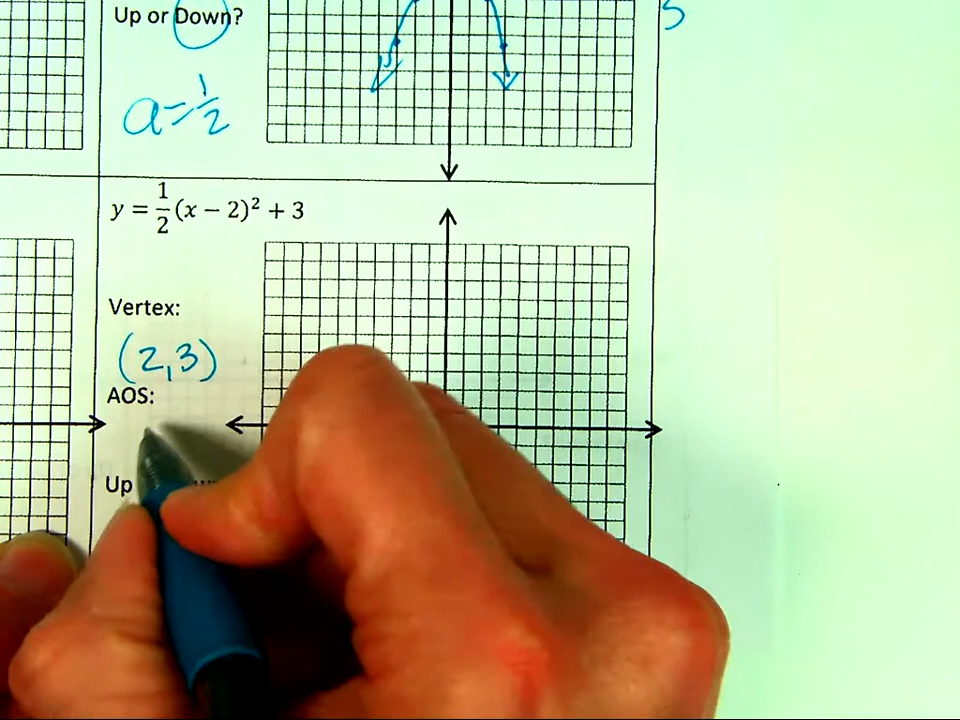 Up or Down?
a=1/2
y = 1/2(x − 2)² + 3
Vertex:
(2,3)
AOS:
Up